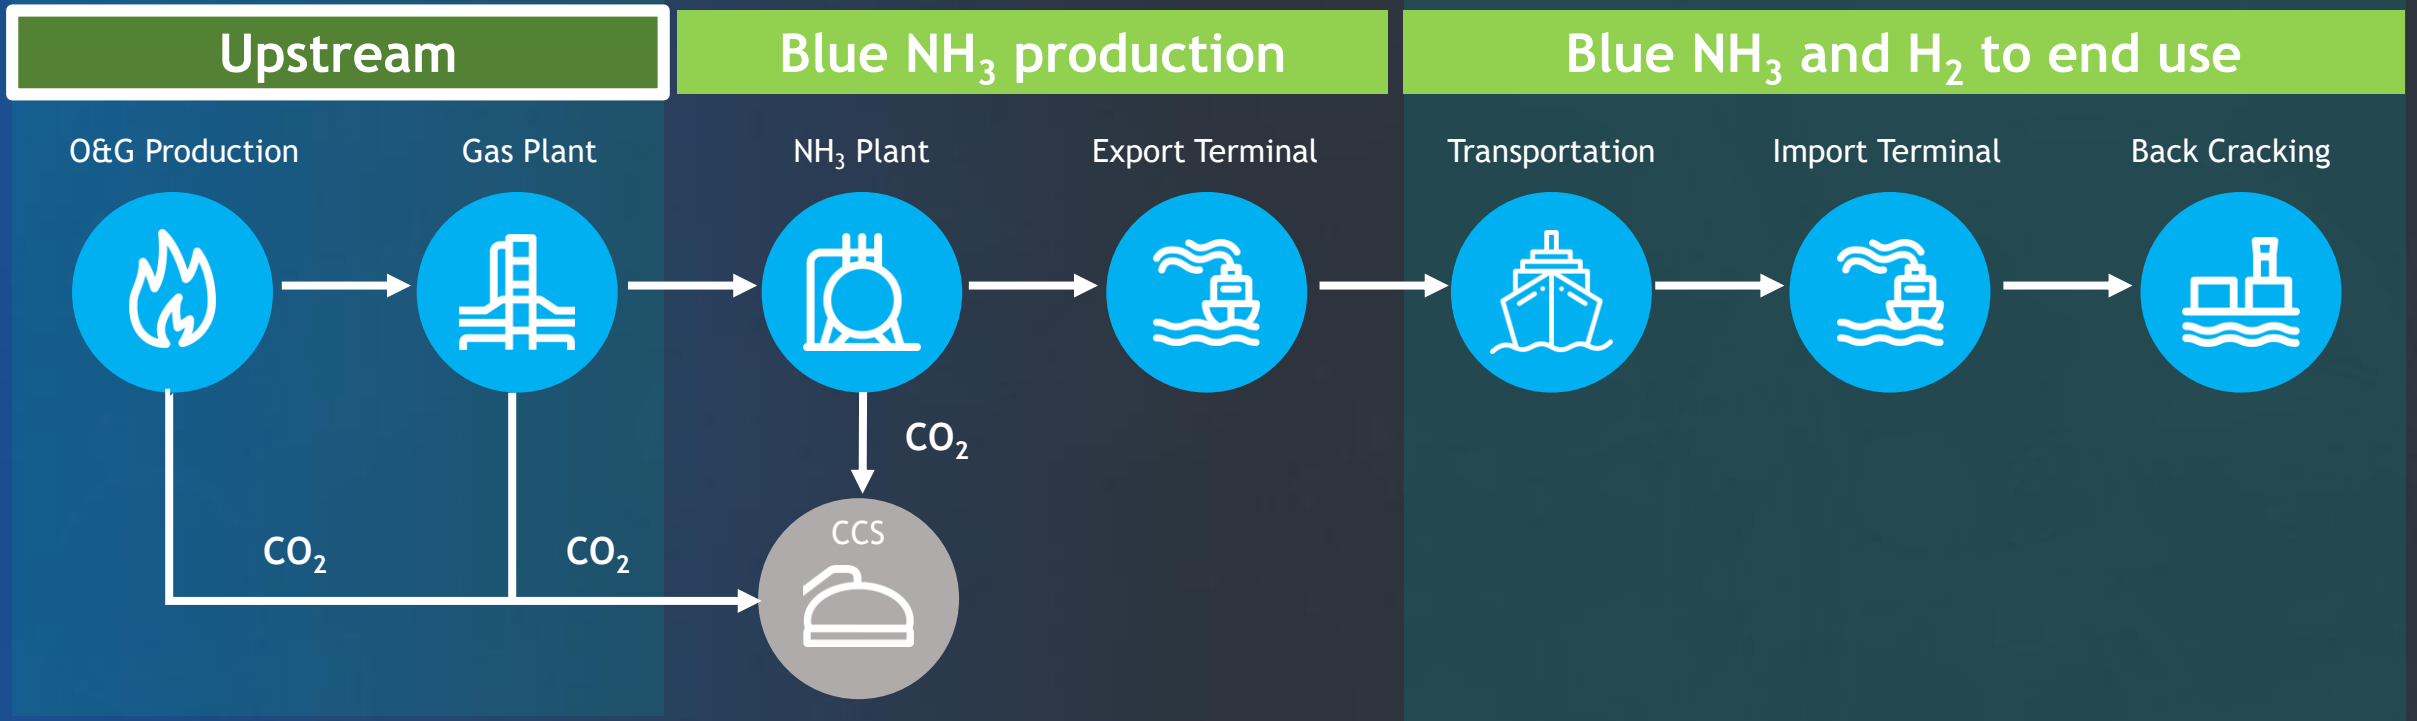 Upstream
Blue NH₃ production
Blue NH₃ and H₂ to end use
O&G Production
Gas Plant
NH₃ Plant
Export Terminal
Transportation
Import Terminal
Back Cracking
CO₂
CCS
CO₂
CO₂